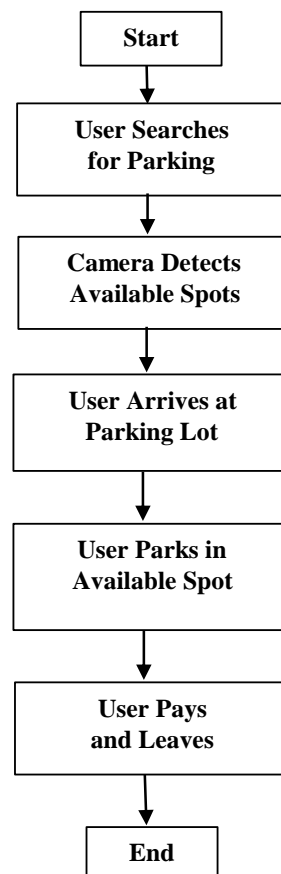 Start
User Searches
for Parking
Camera Detects
Available Spots
User Arrives at
Parking Lot
User Parks in
Available Spot
User Pays
and Leaves
End